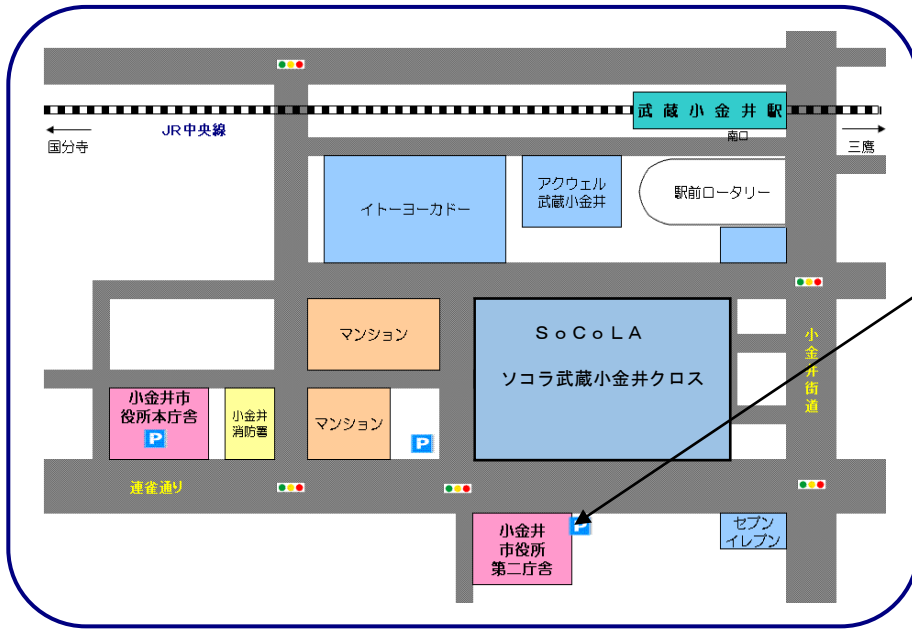 武蔵小金井駅
南口
JR中央線
国分寺
三鷹
イトーヨーカドー
アクウェル
武蔵小金井
駅前ロータリー
マンション
ＳｏＣｏＬＡ
ソコラ武蔵小金井クロス
小金井街道
小金井市
役所本庁舎
P
小金井
消防署
マンション
P
連雀通り
小金井
市役所
第二庁舎
P
セブン
イレブン